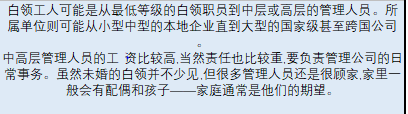 白领工人可能是从最低等级的白领职员到中层或高层的管理人员。所
属单位则可能从小型中型的本地企业直到大型的国家级甚至跨国公司
。
中高层管理人员的工 资比较高,当然责任也比较重,要负责管理公司的日
常事务。虽然未婚的白领并不少见,但很多管理人员还是很顾家,家里一
般会有配偶和孩子——家庭通常是他们的期望。